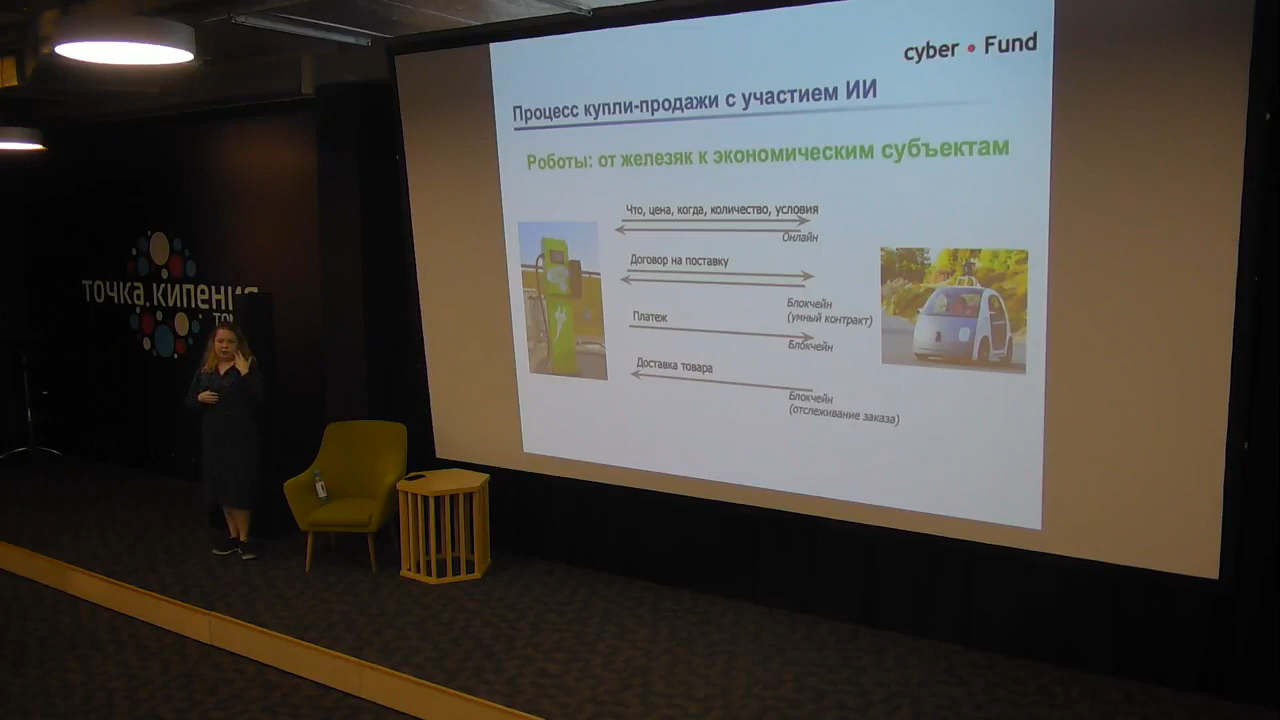 cyber • Fund
Процесс купли-продажи с участием ИИ
Роботы: от железяк к экономическим субъектам
Что, цена, когда, количество, условия
Онлайн
Договор на поставку
Блокчейн
(умный контракт)
Платеж
Блокчейн
Доставка товара
Блокчейн
(отслеживание заказа)
точка кипения